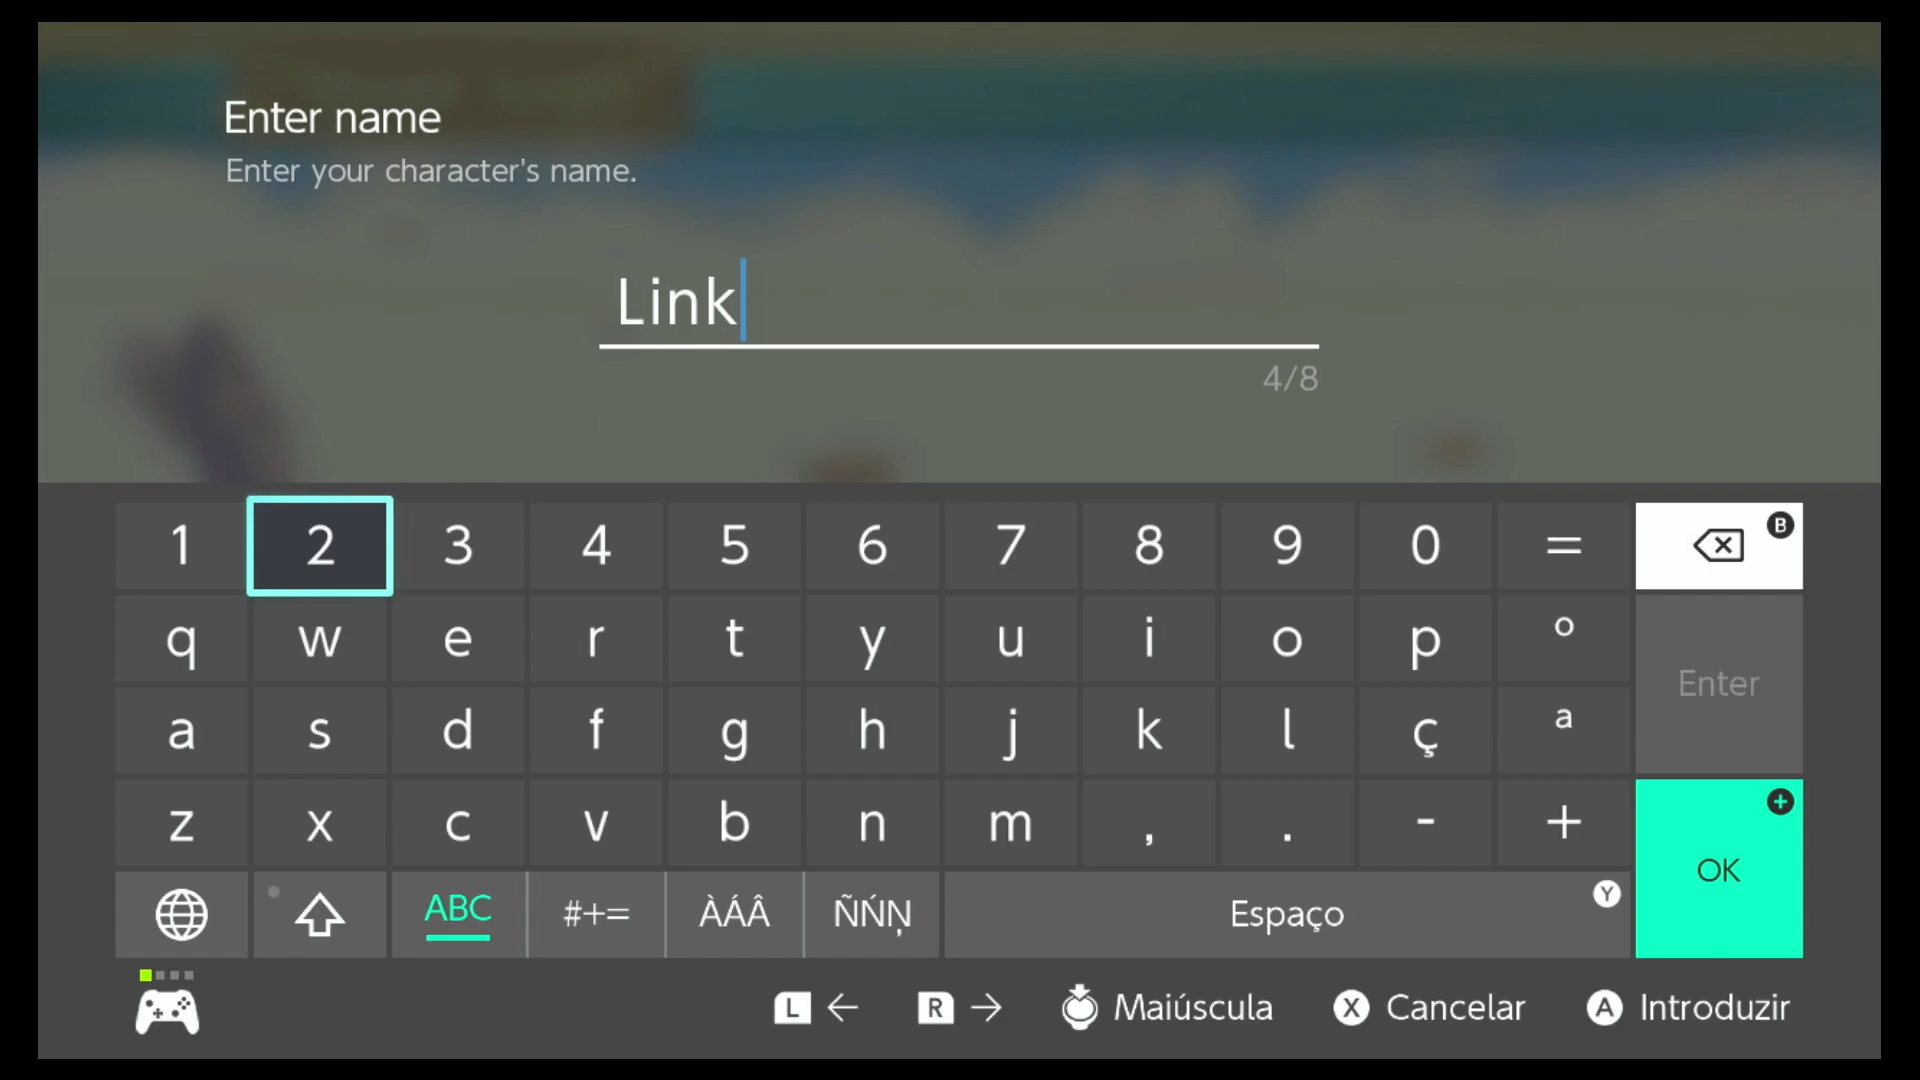 Enter name
Enter your character's name.
Link
4/8
1 2 3 4 5 6 7 8 9 0 = B
q w e r t y u i o p º
Enter
a s d f g h j k l ç ª
z x c v b n m , . - + +
OK
ABC #+= ÀÁÂ ÑŃŅ Espaço Y
L ← R → Maiúscula X Cancelar A Introduzir